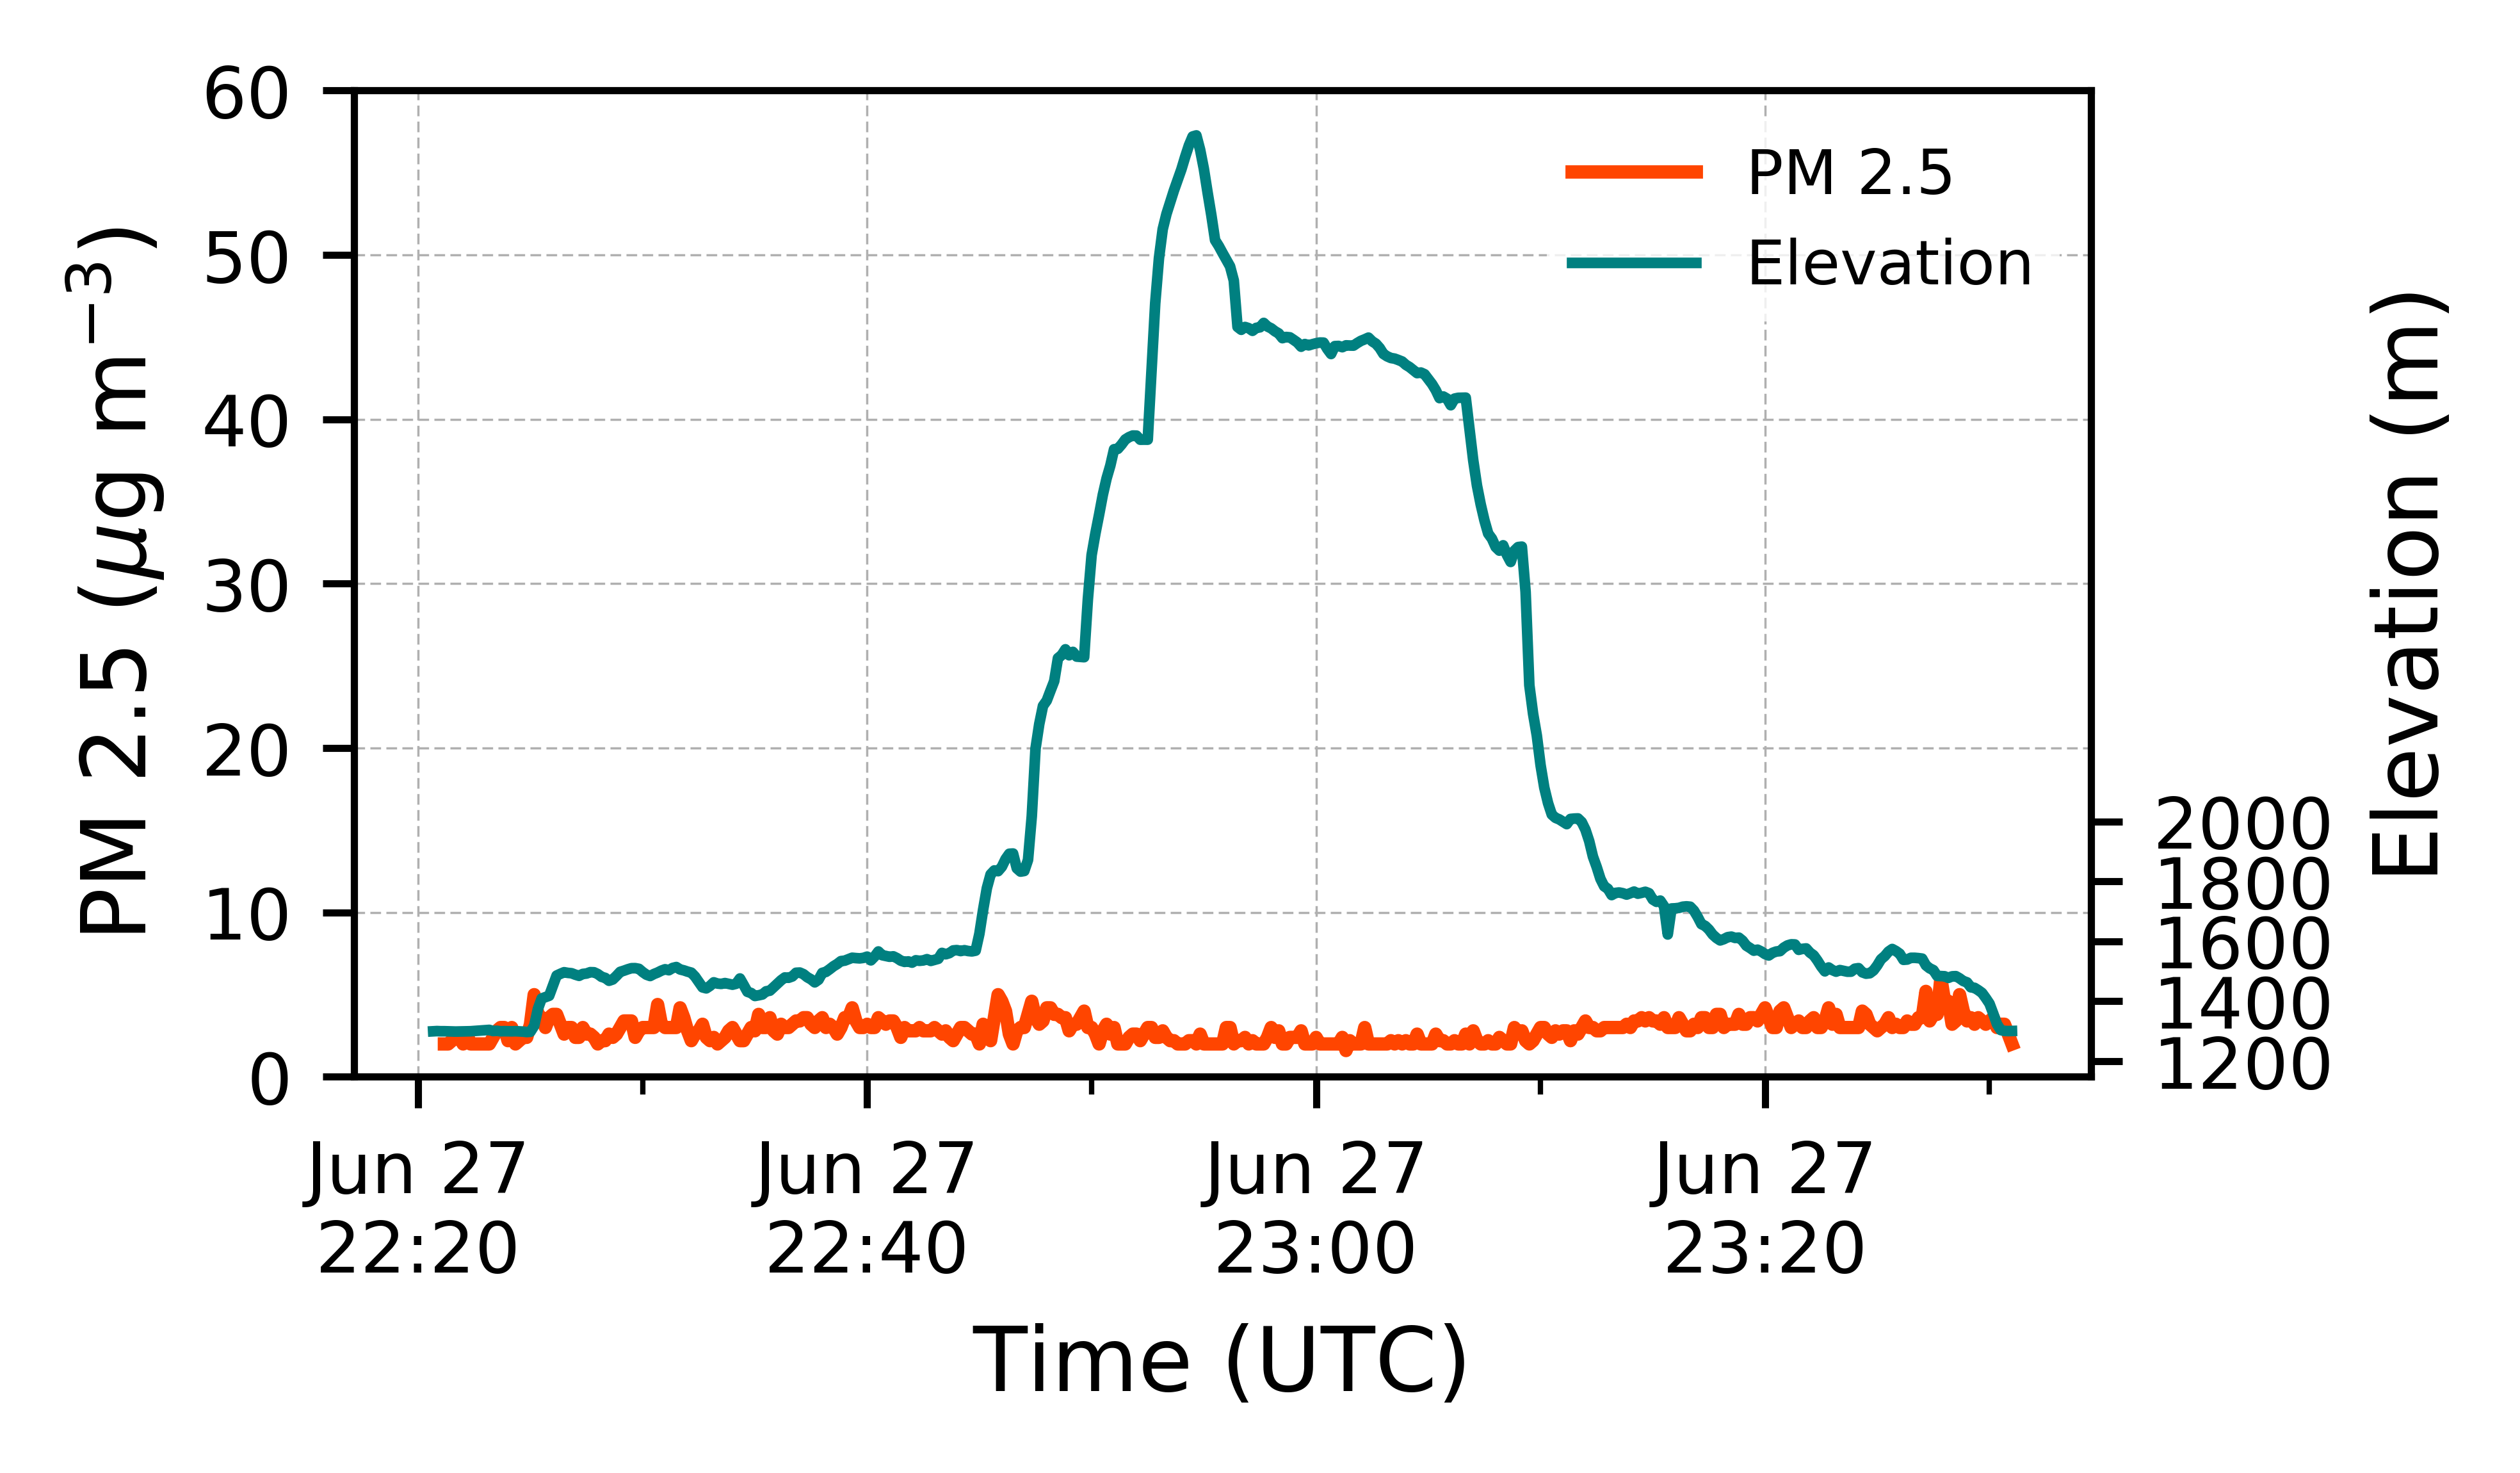 60
50
40
30
20
10
0
PM 2.5 (μg m⁻³)
PM 2.5
Elevation
2000
1800
1600
1400
1200
Elevation (m)
Jun 27
22:20
Jun 27
22:40
Jun 27
23:00
Jun 27
23:20
Time (UTC)